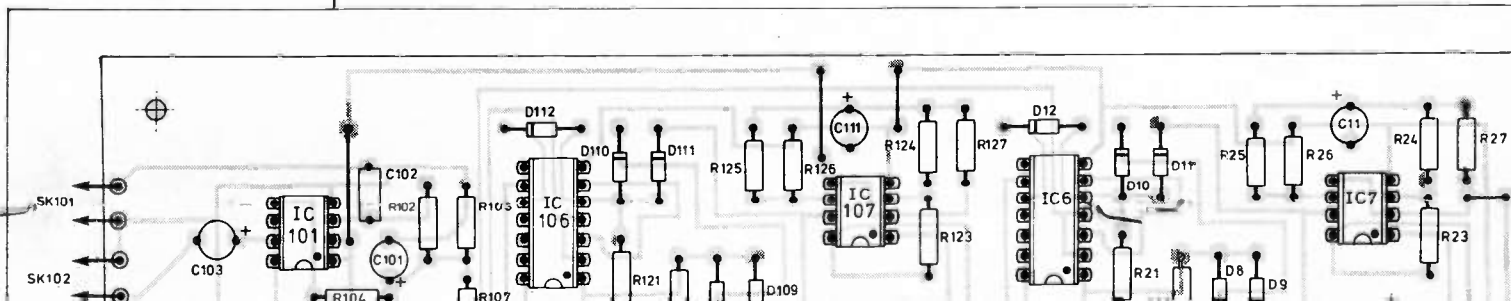 D112
+
C111
D12
+
C11
R24
R27
D110
D111
R125
R126
R124
R127
D10
D11
R25
R26
C102
SK101
R102
R103
IC
101
IC
106
IC
107
IC6
IC7
+
C103
C101
+
R123
R23
SK102
R104
R107
R121
D109
R21
D8
D9